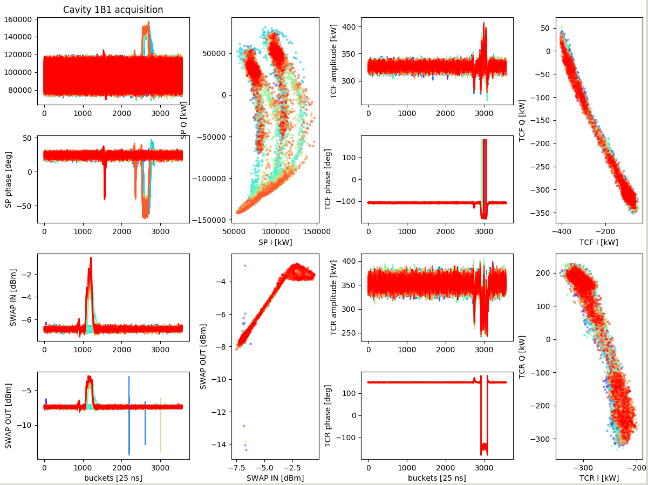 Cavity 1B1 acquisition
160000
140000
120000
100000
80000
0 1000 2000 3000
SP Q [kW]
50000
0
−50000
−100000
−150000
50000 100000 150000
SP I [kW]
TCF amplitude [kW]
400
350
300
0 1000 2000 3000
TCF Q [kW]
50
0
−50
−100
−150
−200
−250
−300
−350
−400 −200
TCF I [kW]
SP phase [deg]
50
0
−50
0 1000 2000 3000
TCF phase [deg]
100
0
−100
0 1000 2000 3000
SWAP IN [dBm]
−2
−4
−6
0 1000 2000 3000
SWAP OUT [dBm]
−4
−6
−8
−10
−12
−14
−7.5 −5.0 −2.5
SWAP IN [dBm]
TCR amplitude [kW]
400
350
300
250
0 1000 2000 3000
TCR Q [kW]
200
100
0
−100
−200
−300
−300 −200
TCR I [kW]
SWAP OUT [dBm]
−5
−10
0 1000 2000 3000
buckets [25 ns]
TCR phase [deg]
100
0
−100
0 1000 2000 3000
buckets [25 ns]